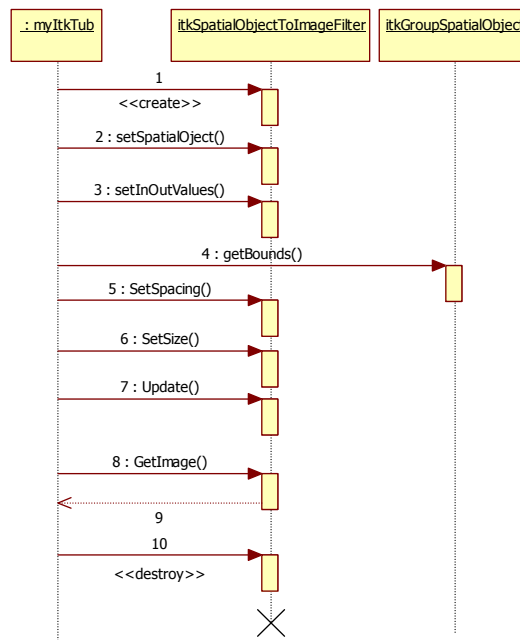 : myItkTub
itkSpatialObjectToImageFilter
itkGroupSpatialObject
1
<<create>>
2 : setSpatialOject()
3 : setInOutValues()
4 : getBounds()
5 : SetSpacing()
6 : SetSize()
7 : Update()
8 : GetImage()
9
10
<<destroy>>